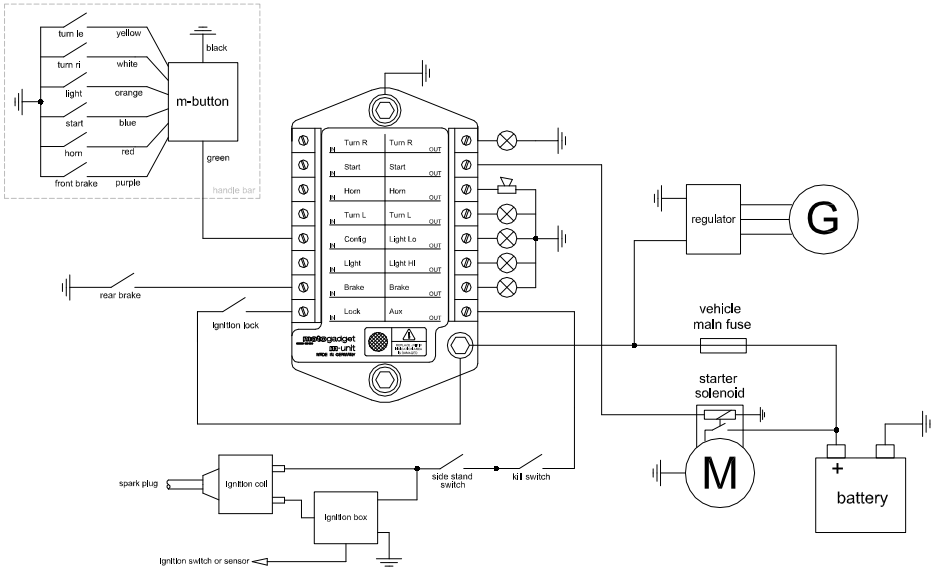 turn le yellow
turn ri white
light orange
start blue
horn red
front brake purple
black
m-button
green
handle bar
Turn R Turn R
IN OUT
Start Start
IN OUT
Horn Horn
IN OUT
Turn L Turn L
IN OUT
Config Light Lo
IN OUT
Light Light Hi
IN OUT
Brake Brake
IN OUT
Lock Aux
IN OUT
motogadget
m-unit
MADE IN GERMANY
rear brake
ignition lock
regulator
G
vehicle
main fuse
starter
solenoid
M
+
battery
side stand
switch
kill switch
spark plug
ignition coil
ignition box
ignition switch or sensor